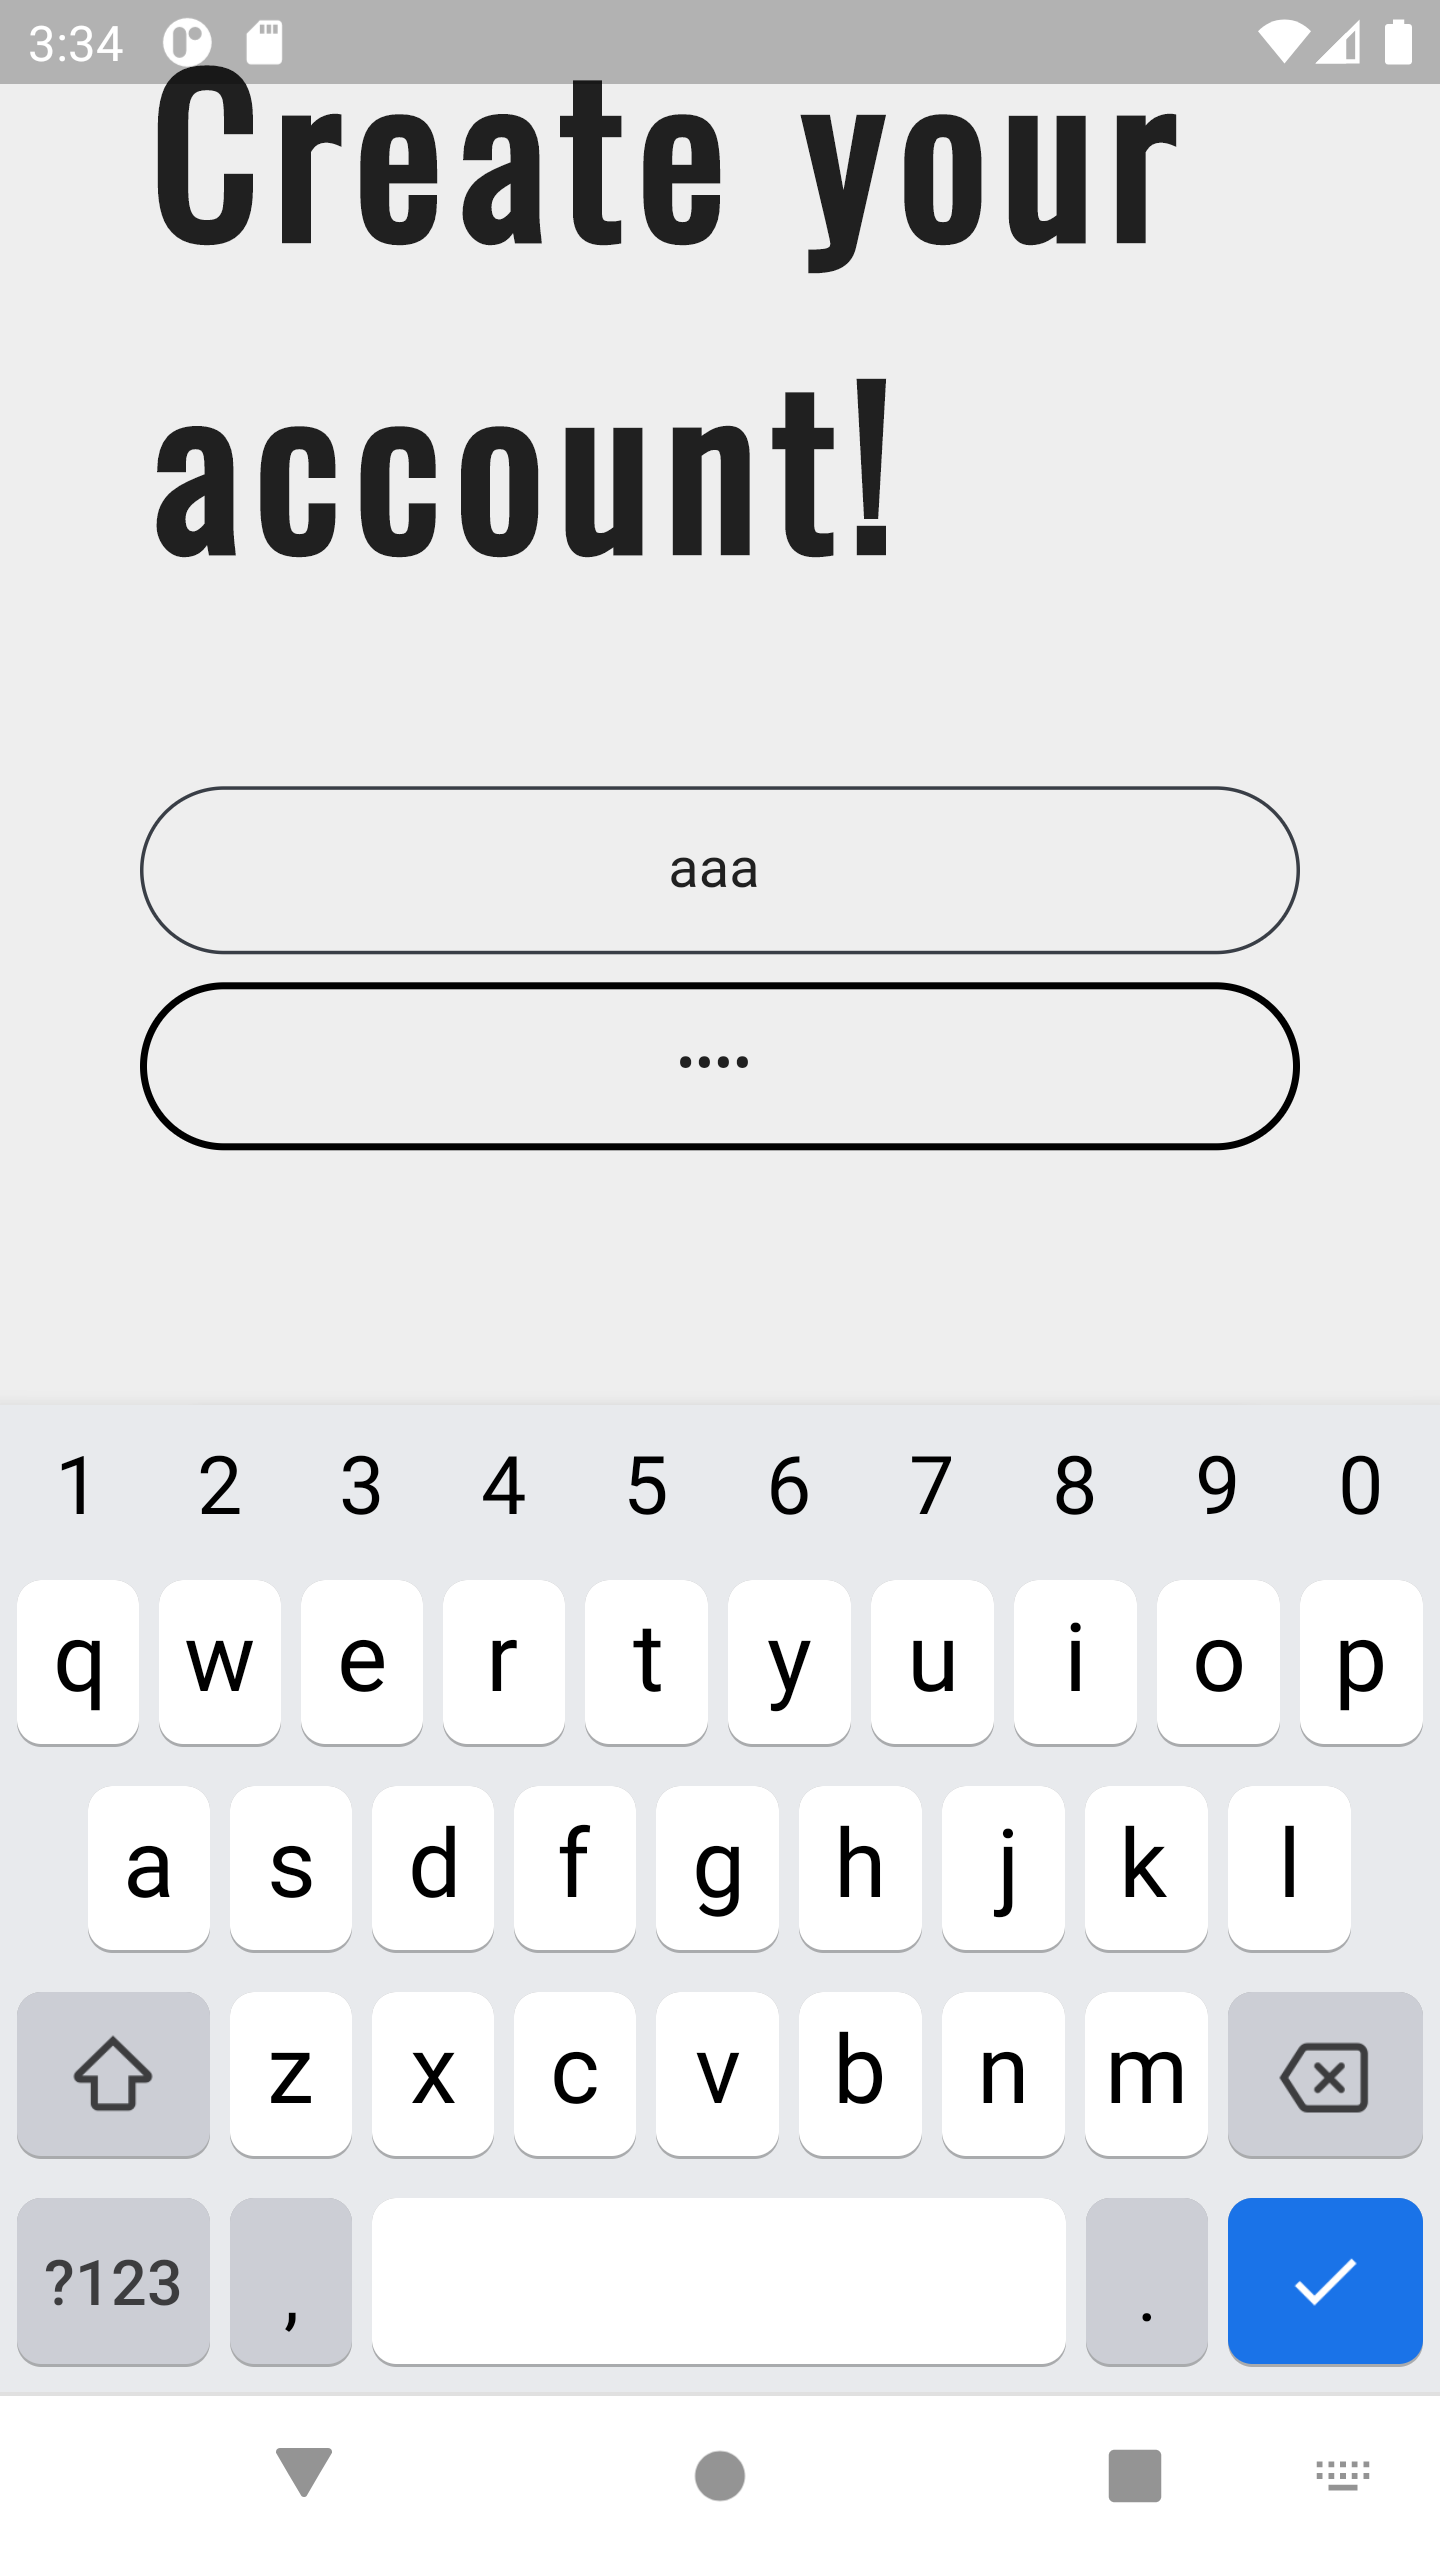 3:34
Create your
account!
aaa
••••
1 2 3 4 5 6 7 8 9 0
q w e r t y u i o p
a s d f g h j k l
z x c v b n m
?123 , .